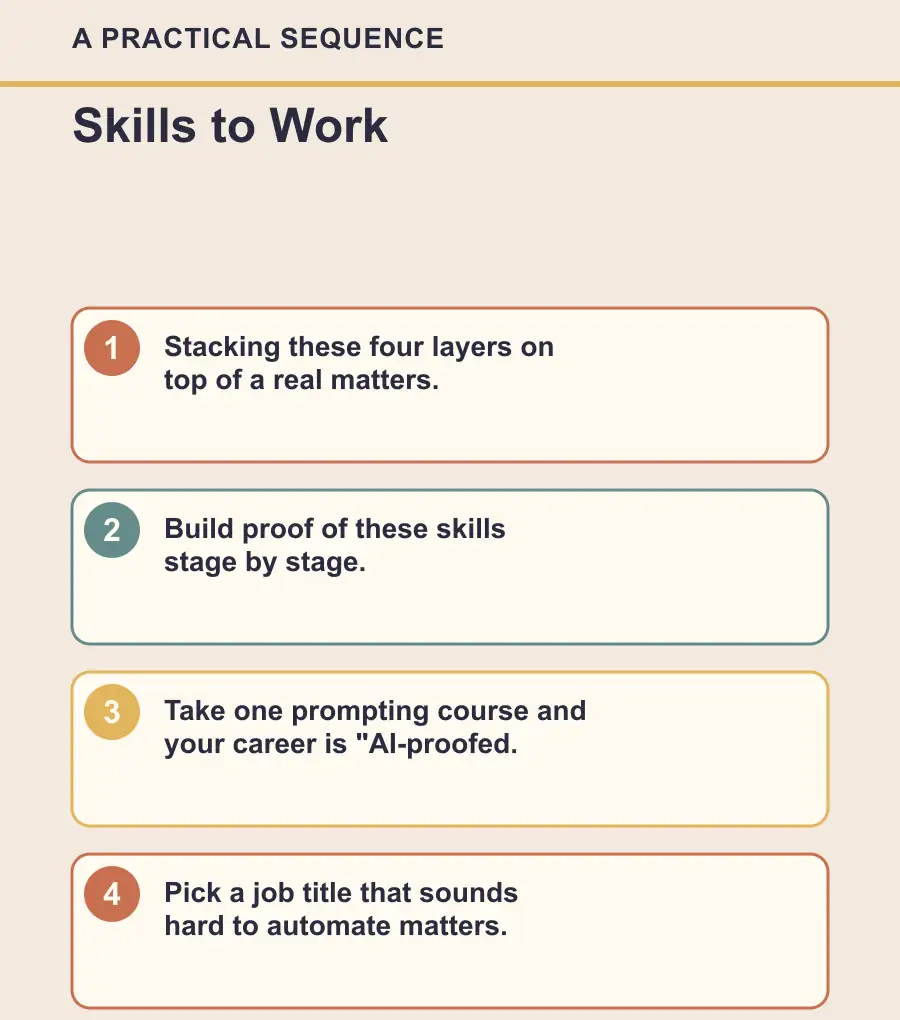 A PRACTICAL SEQUENCE
Skills to Work
1
Stacking these four layers on
top of a real matters.
2
Build proof of these skills
stage by stage.
3
Take one prompting course and
your career is "AI-proofed.
4
Pick a job title that sounds
hard to automate matters.